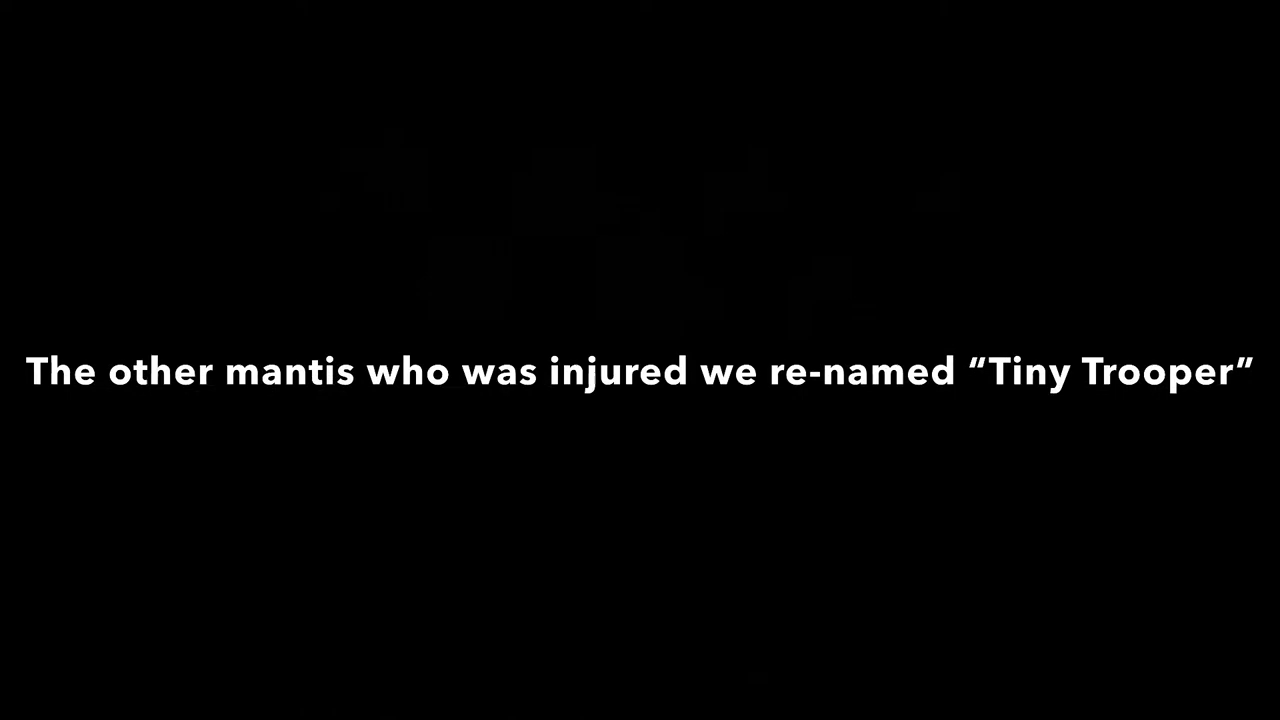 The other mantis who was injured we re-named “Tiny Trooper”